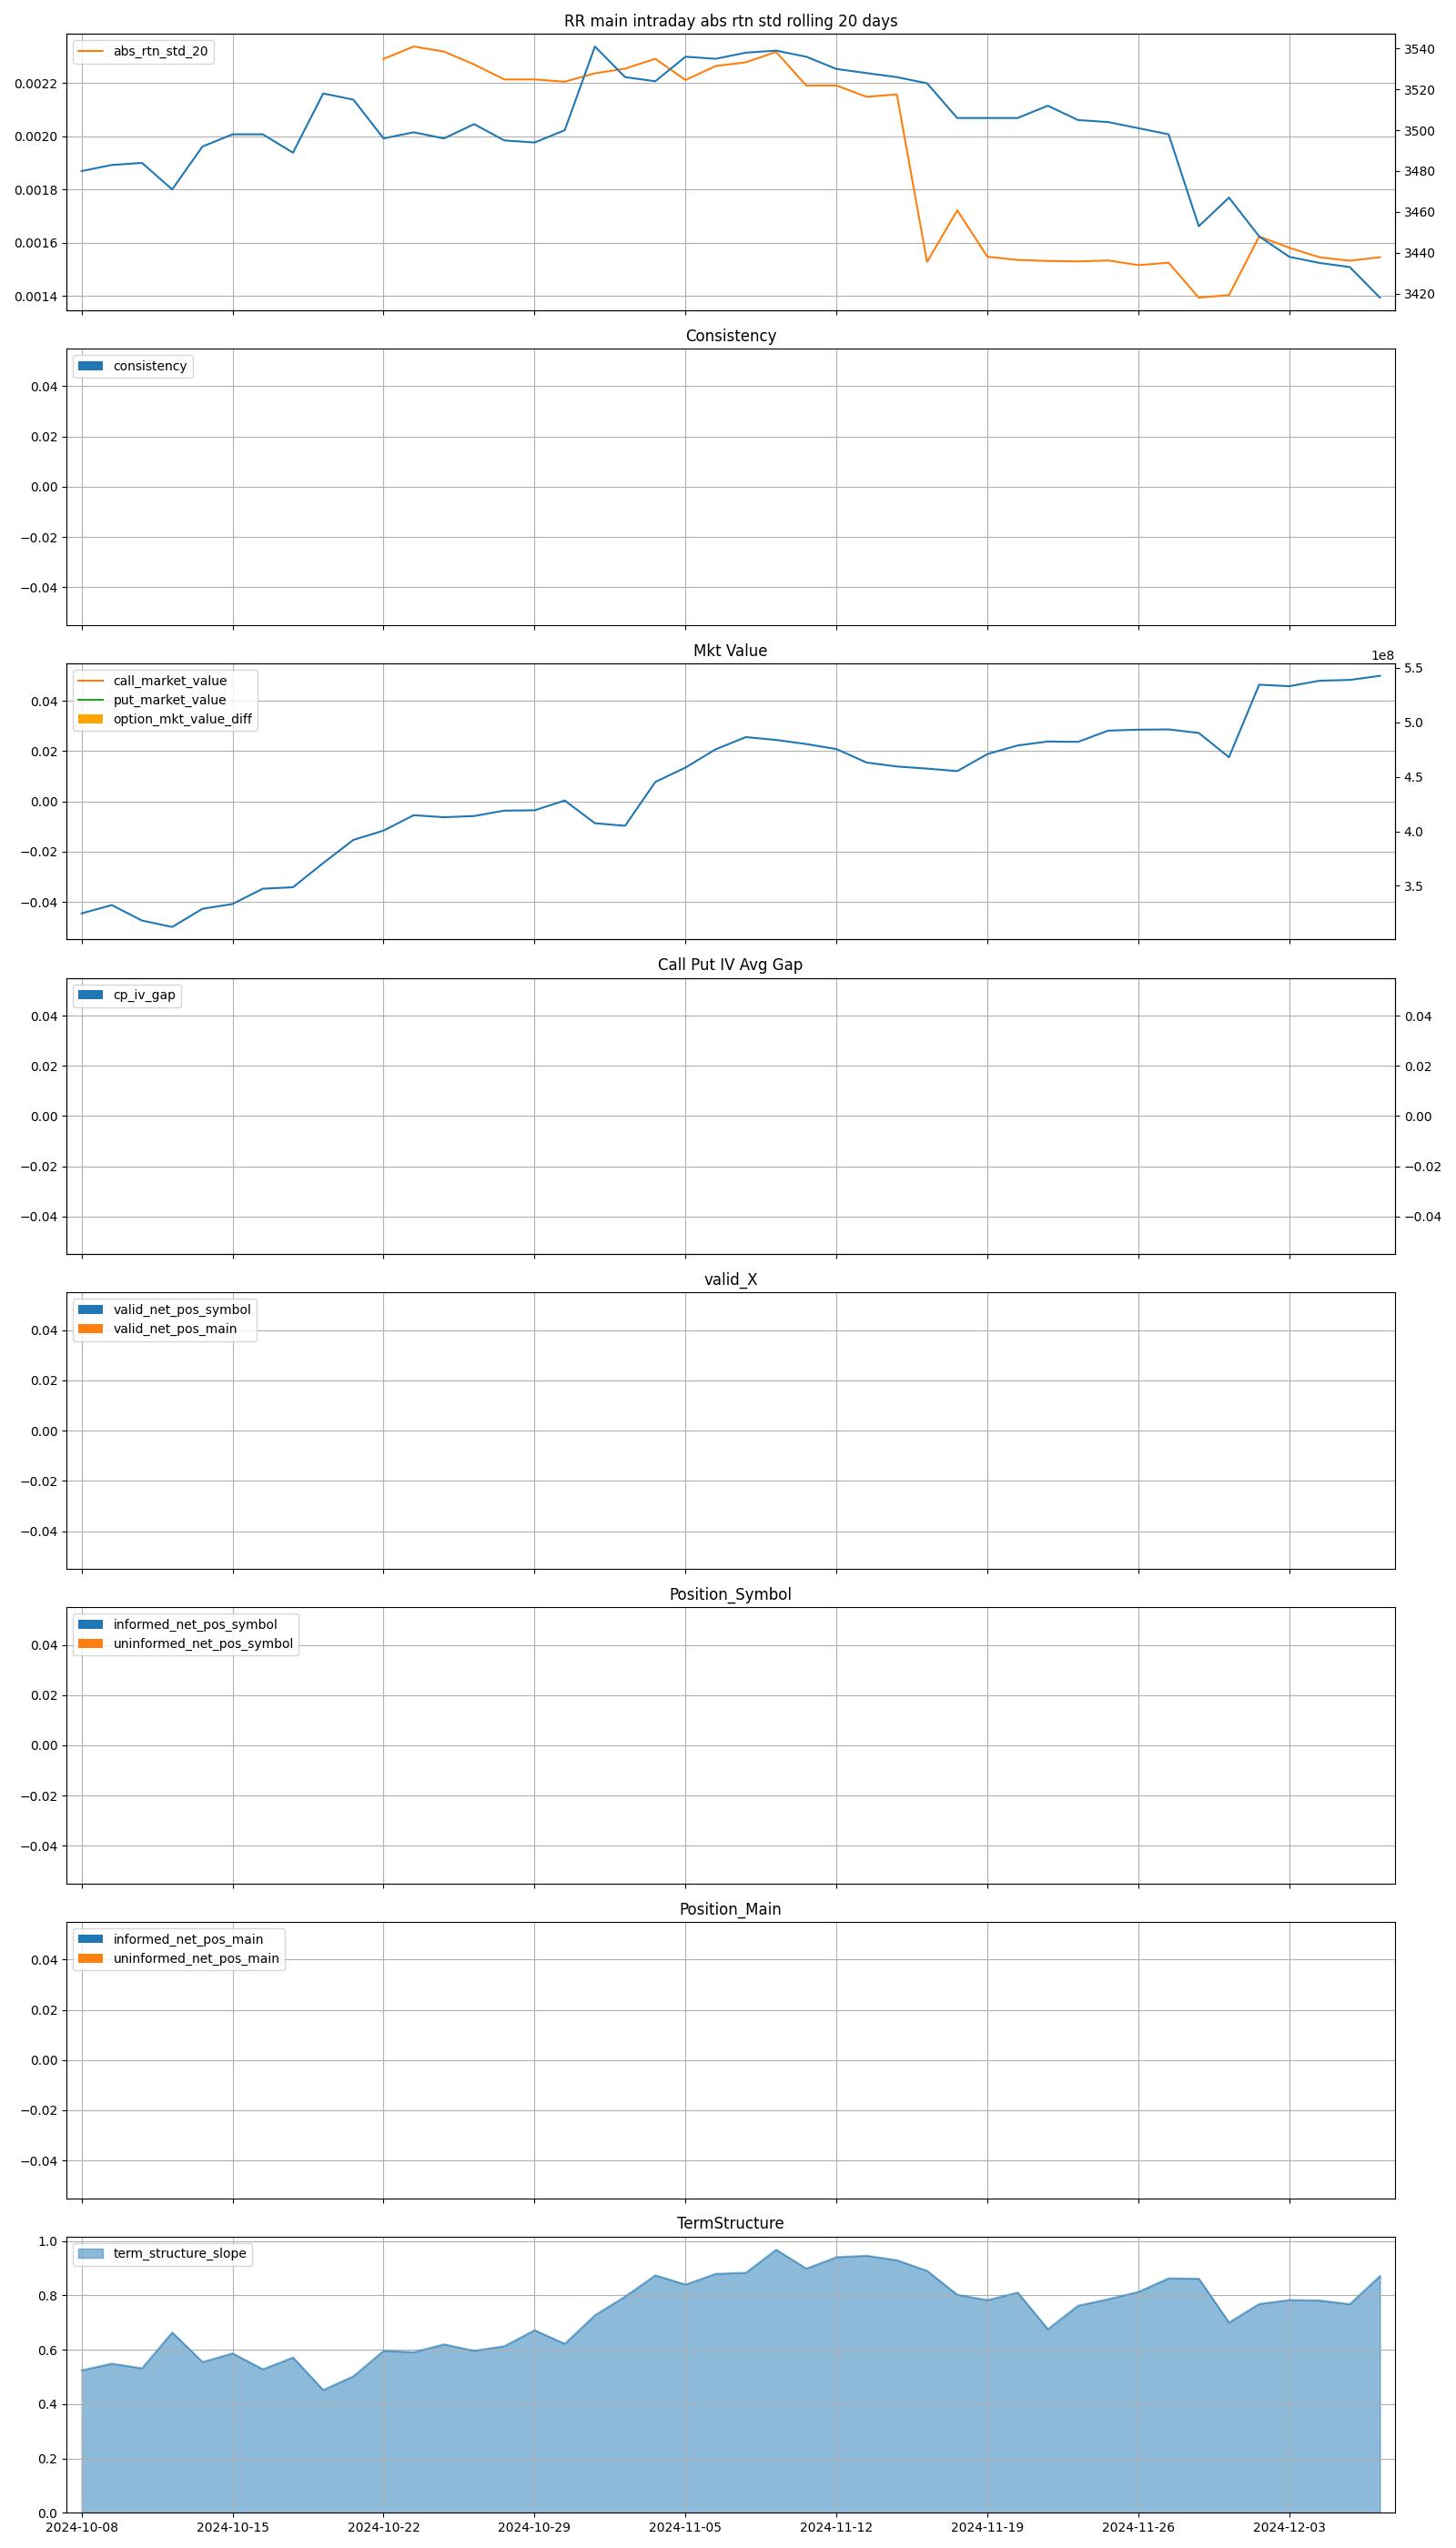 RR main intraday abs rtn std rolling 20 days
abs_rtn_std_20
0.0022
0.0020
0.0018
0.0016
0.0014
3540
3520
3500
3480
3460
3440
3420
Consistency
consistency
0.04
0.02
0.00
−0.02
−0.04
Mkt Value
1e8
call_market_value
put_market_value
option_mkt_value_diff
0.04
0.02
0.00
−0.02
−0.04
5.5
5.0
4.5
4.0
3.5
Call Put IV Avg Gap
cp_iv_gap
0.04
0.02
0.00
−0.02
−0.04
0.04
0.02
0.00
−0.02
−0.04
valid_X
valid_net_pos_symbol
valid_net_pos_main
0.04
0.02
0.00
−0.02
−0.04
Position_Symbol
informed_net_pos_symbol
uninformed_net_pos_symbol
0.04
0.02
0.00
−0.02
−0.04
Position_Main
informed_net_pos_main
uninformed_net_pos_main
0.04
0.02
0.00
−0.02
−0.04
TermStructure
term_structure_slope
1.0
0.8
0.6
0.4
0.2
0.0
2024-10-08 2024-10-15 2024-10-22 2024-10-29 2024-11-05 2024-11-12 2024-11-19 2024-11-26 2024-12-03